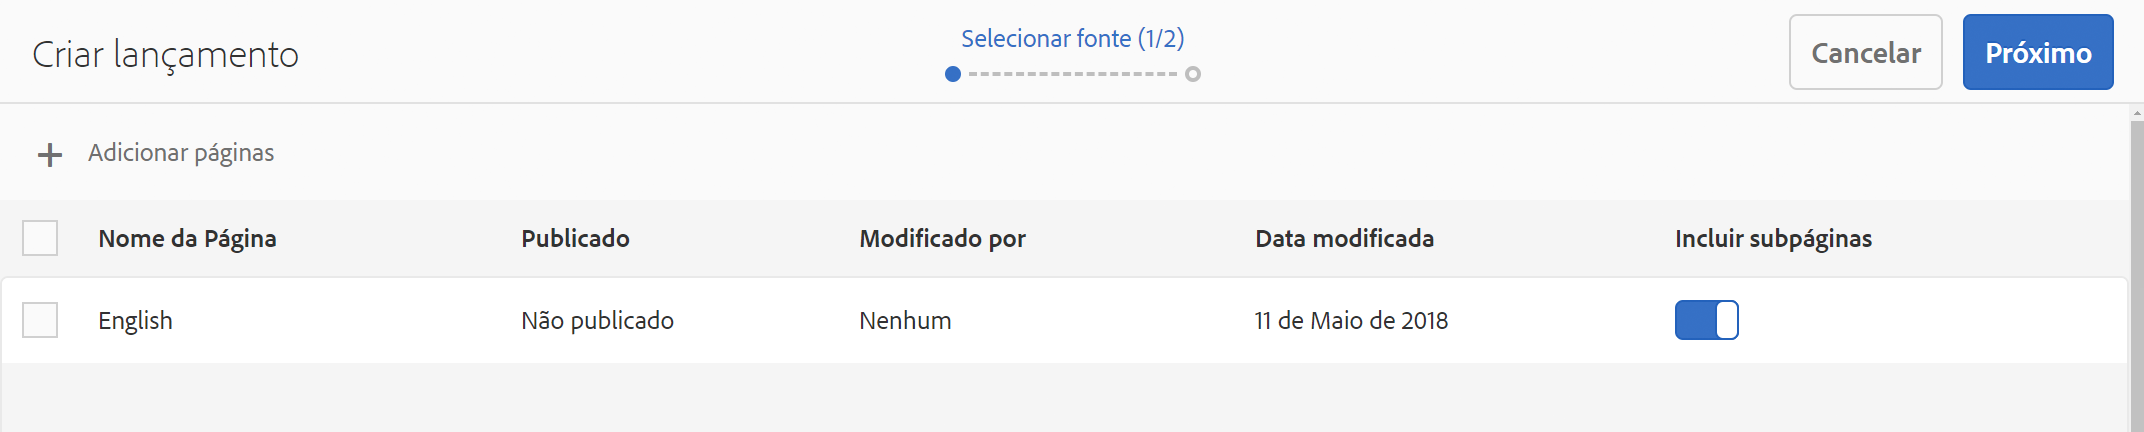 Criar lançamento
Selecionar fonte (1/2)
Cancelar
Próximo
Adicionar páginas
Nome da Página Publicado Modificado por Data modificada Incluir subpáginas
English Não publicado Nenhum 11 de Maio de 2018